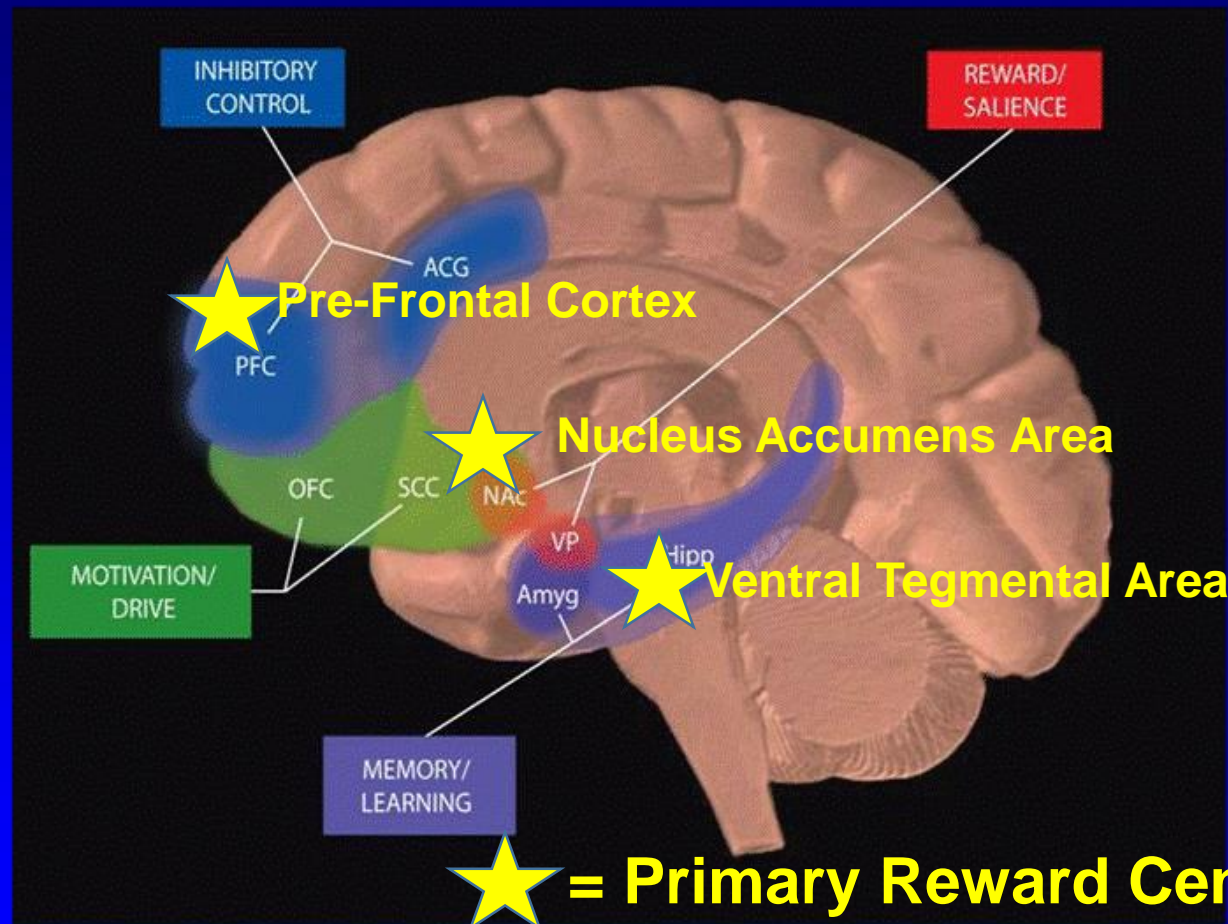 INHIBITORY
CONTROL
REWARD/
SALIENCE
ACG
Pre-Frontal Cortex
PFC
Nucleus Accumens Area
OFC
SCC
NAc
VP
Hipp
Ventral Tegmental Area
Amyg
MOTIVATION/
DRIVE
MEMORY/
LEARNING
= Primary Reward Cen